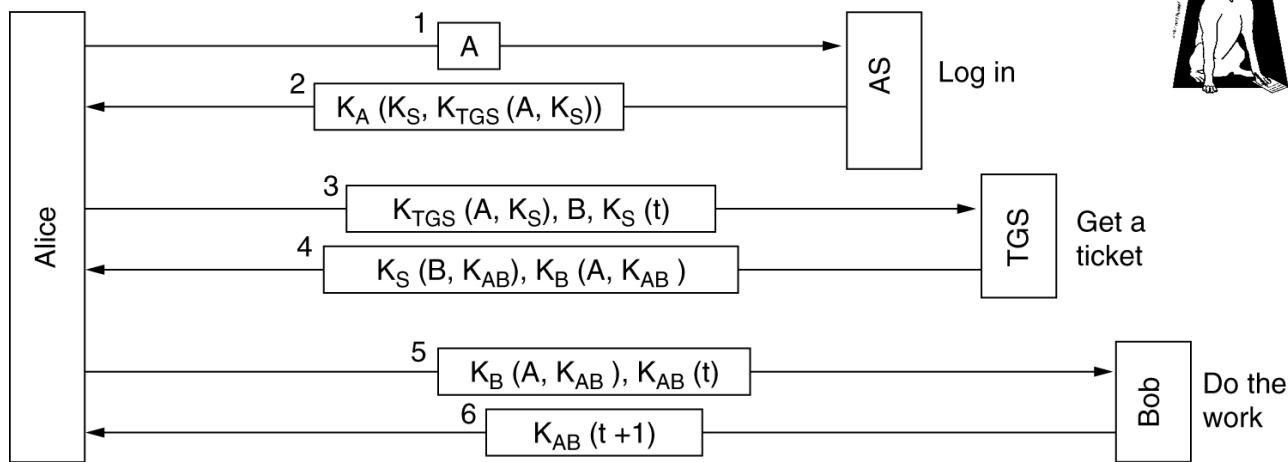 1
A
AS
Log in
2
K_A (K_S, K_TGS (A, K_S))
Alice
3
K_TGS (A, K_S), B, K_S (t)
TGS
Get a
ticket
4
K_S (B, K_AB), K_B (A, K_AB )
5
K_B (A, K_AB ), K_AB (t)
Bob
Do the
work
6
K_AB (t +1)